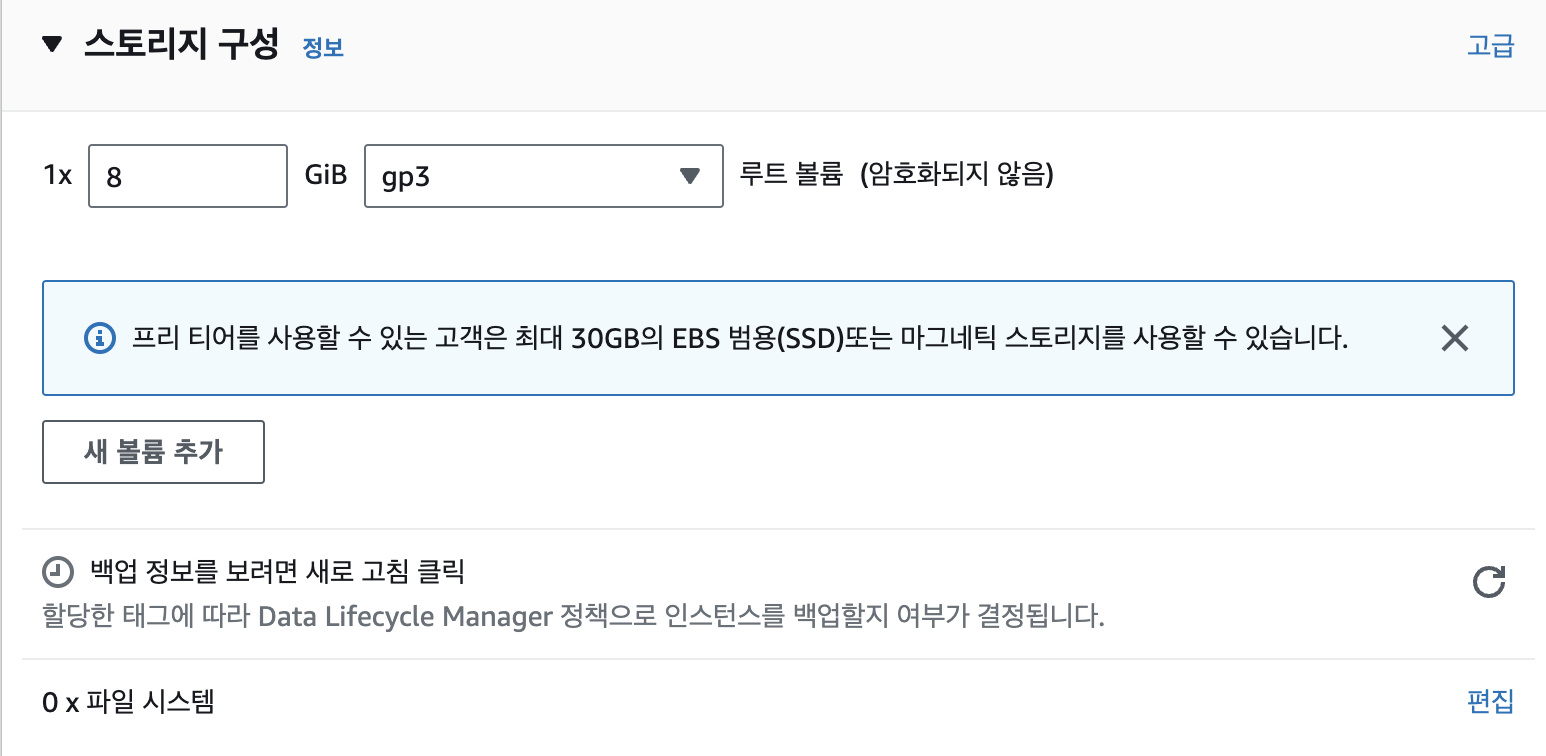 스토리지 구성 정보 고급
1x 8 GiB gp3 루트 볼륨 (암호화되지 않음)
프리 티어를 사용할 수 있는 고객은 최대 30GB의 EBS 범용(SSD)또는 마그네틱 스토리지를 사용할 수 있습니다.
새 볼륨 추가
백업 정보를 보려면 새로 고침 클릭
할당한 태그에 따라 Data Lifecycle Manager 정책으로 인스턴스를 백업할지 여부가 결정됩니다.
0 x 파일 시스템 편집